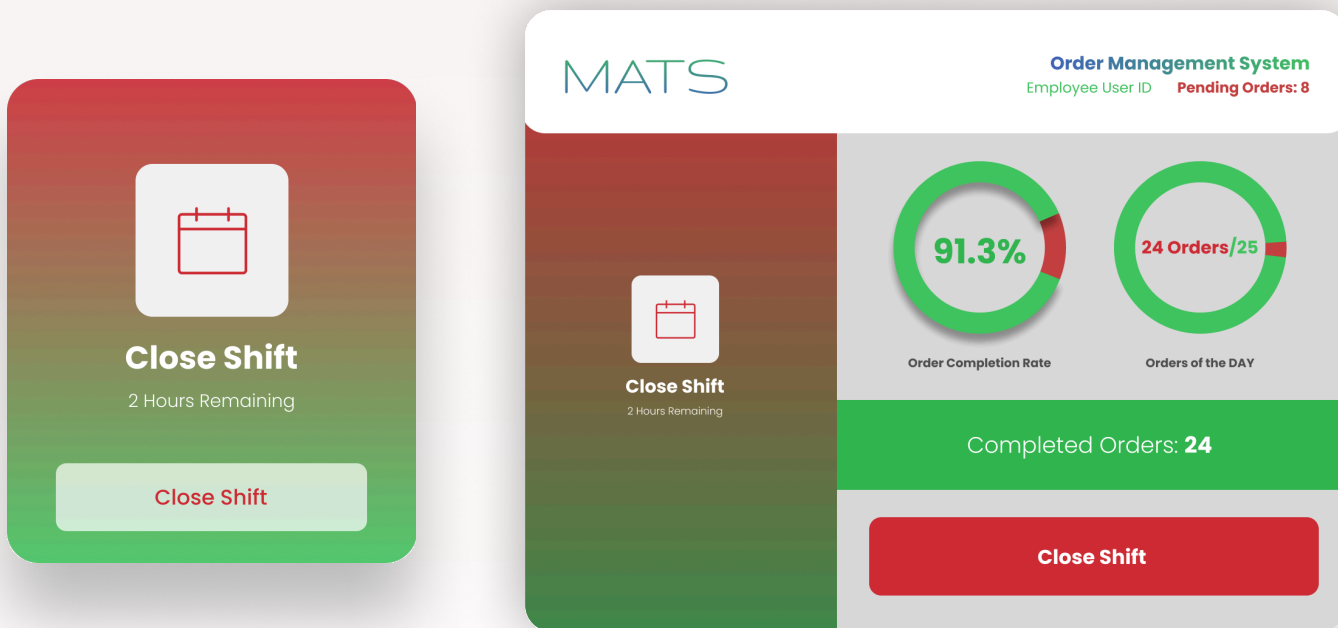 Close Shift
2 Hours Remaining
Close Shift
MATS
Order Management System
Employee User ID Pending Orders: 8
Close Shift
2 Hours Remaining
91.3%
Order Completion Rate
24 Orders/25
Orders of the DAY
Completed Orders: 24
Close Shift